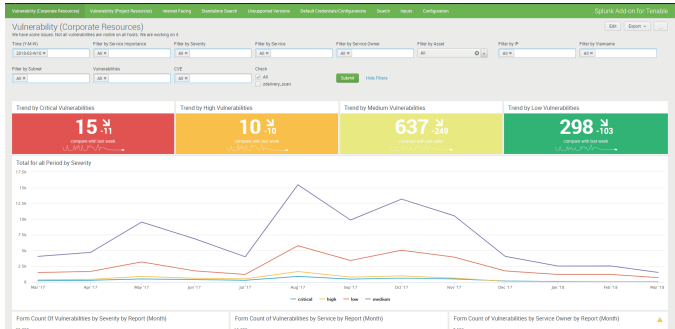 Vulnerability (Corporate Resources) Vulnerability (Project Resources) Internet Facing Standalone Search Unsupported Versions Default Credentials/Configurations Search Inputs Configuration Splunk Add-on for Tenable
Vulnerability (Corporate Resources) Edit Export
We have some issues. Not all vulnerabilities are visible on all hosts. We are working on it.
Time (Y-M-W) Filter by Service Importance Filter by Severity Filter by Service Filter by Service Owner Filter by Asset Filter by IP Filter by Vulnname
2018-03-W10 × All × All × All × All × All All × All ×
Filter by Subnet Vulnerabilities CVE Check
All × All × All × All Submit Hide Filters
Trend by Critical Vulnerabilities Trend by High Vulnerabilities Trend by Medium Vulnerabilities Trend by Low Vulnerabilities
15 -11 10 -10 637 -249 298 -103
compare with last week compare with last week compare with last week compare with last week
Total for all Period by Severity
17.5k
15k
12.5k
10k
7.5k
5k
2.5k
0
Mar '17 Apr '17 May '17 Jun '17 Jul '17 Aug '17 Sep '17 Oct '17 Nov '17 Dec '17 Jan '18 Feb '18 Mar '18
critical high low medium
Form Count Of Vulnerabilities by Severity by Report (Month) Form Count of Vulnerabilities by Service by Report (Month) Form Count of Vulnerabilities by Service Owner by Report (Month)